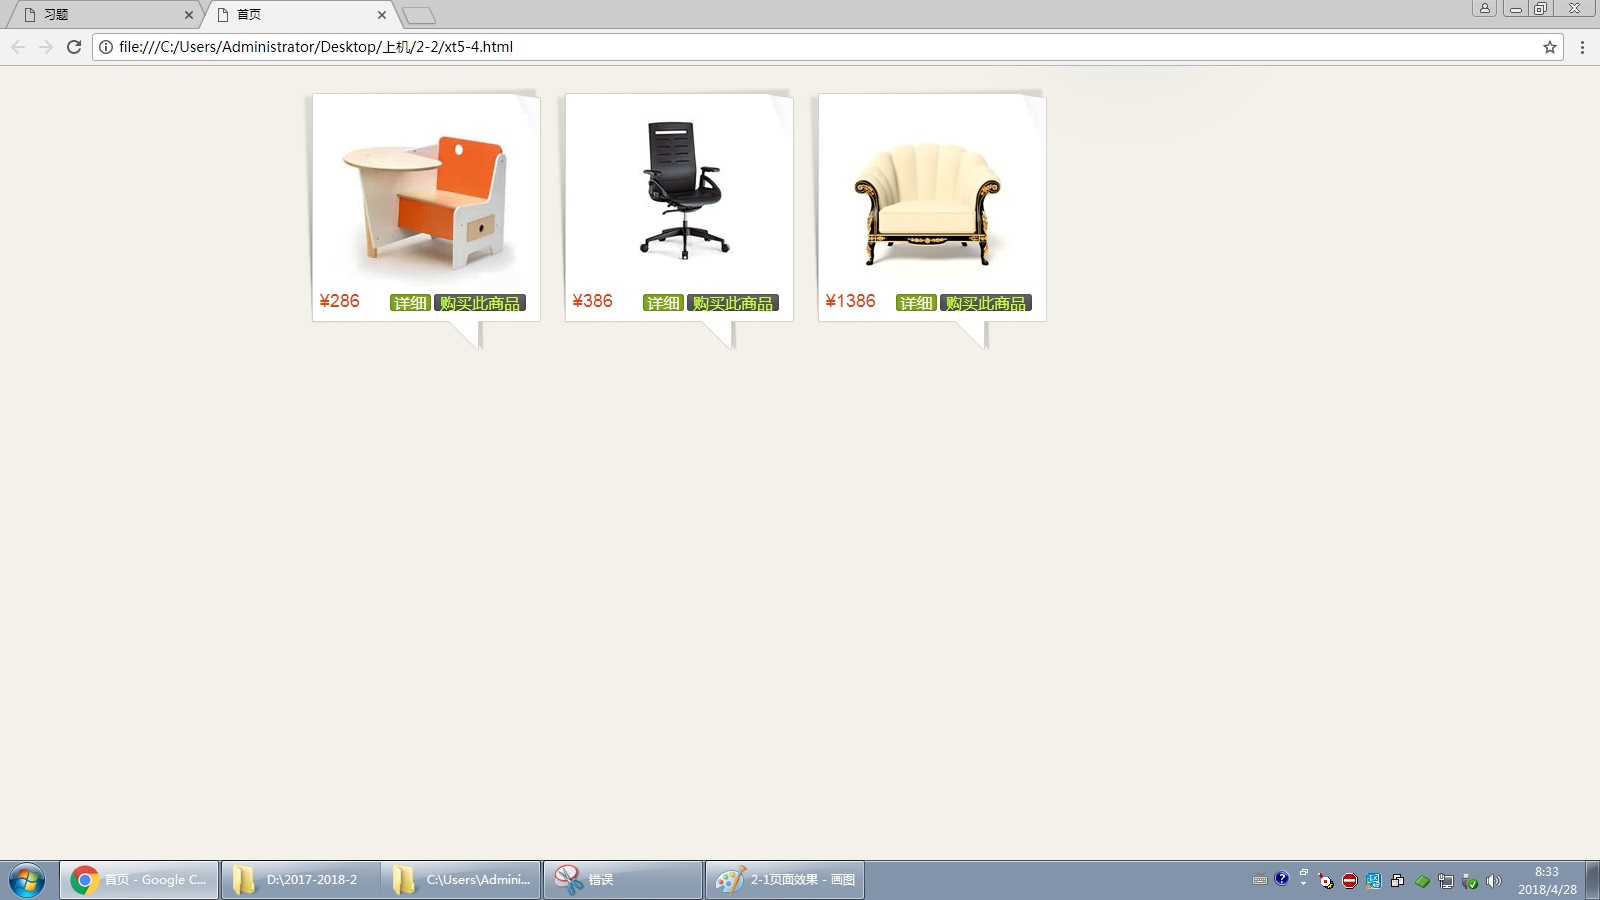 习题
首页
file:///C:/Users/Administrator/Desktop/上机/2-2/xt5-4.html
¥286 详细 购买此商品
¥386 详细 购买此商品
¥1386 详细 购买此商品
首页 - Google C...
D:\2017-2018-2
C:\Users\Admini...
错误
2-1页面效果 - 画图
8:33
2018/4/28